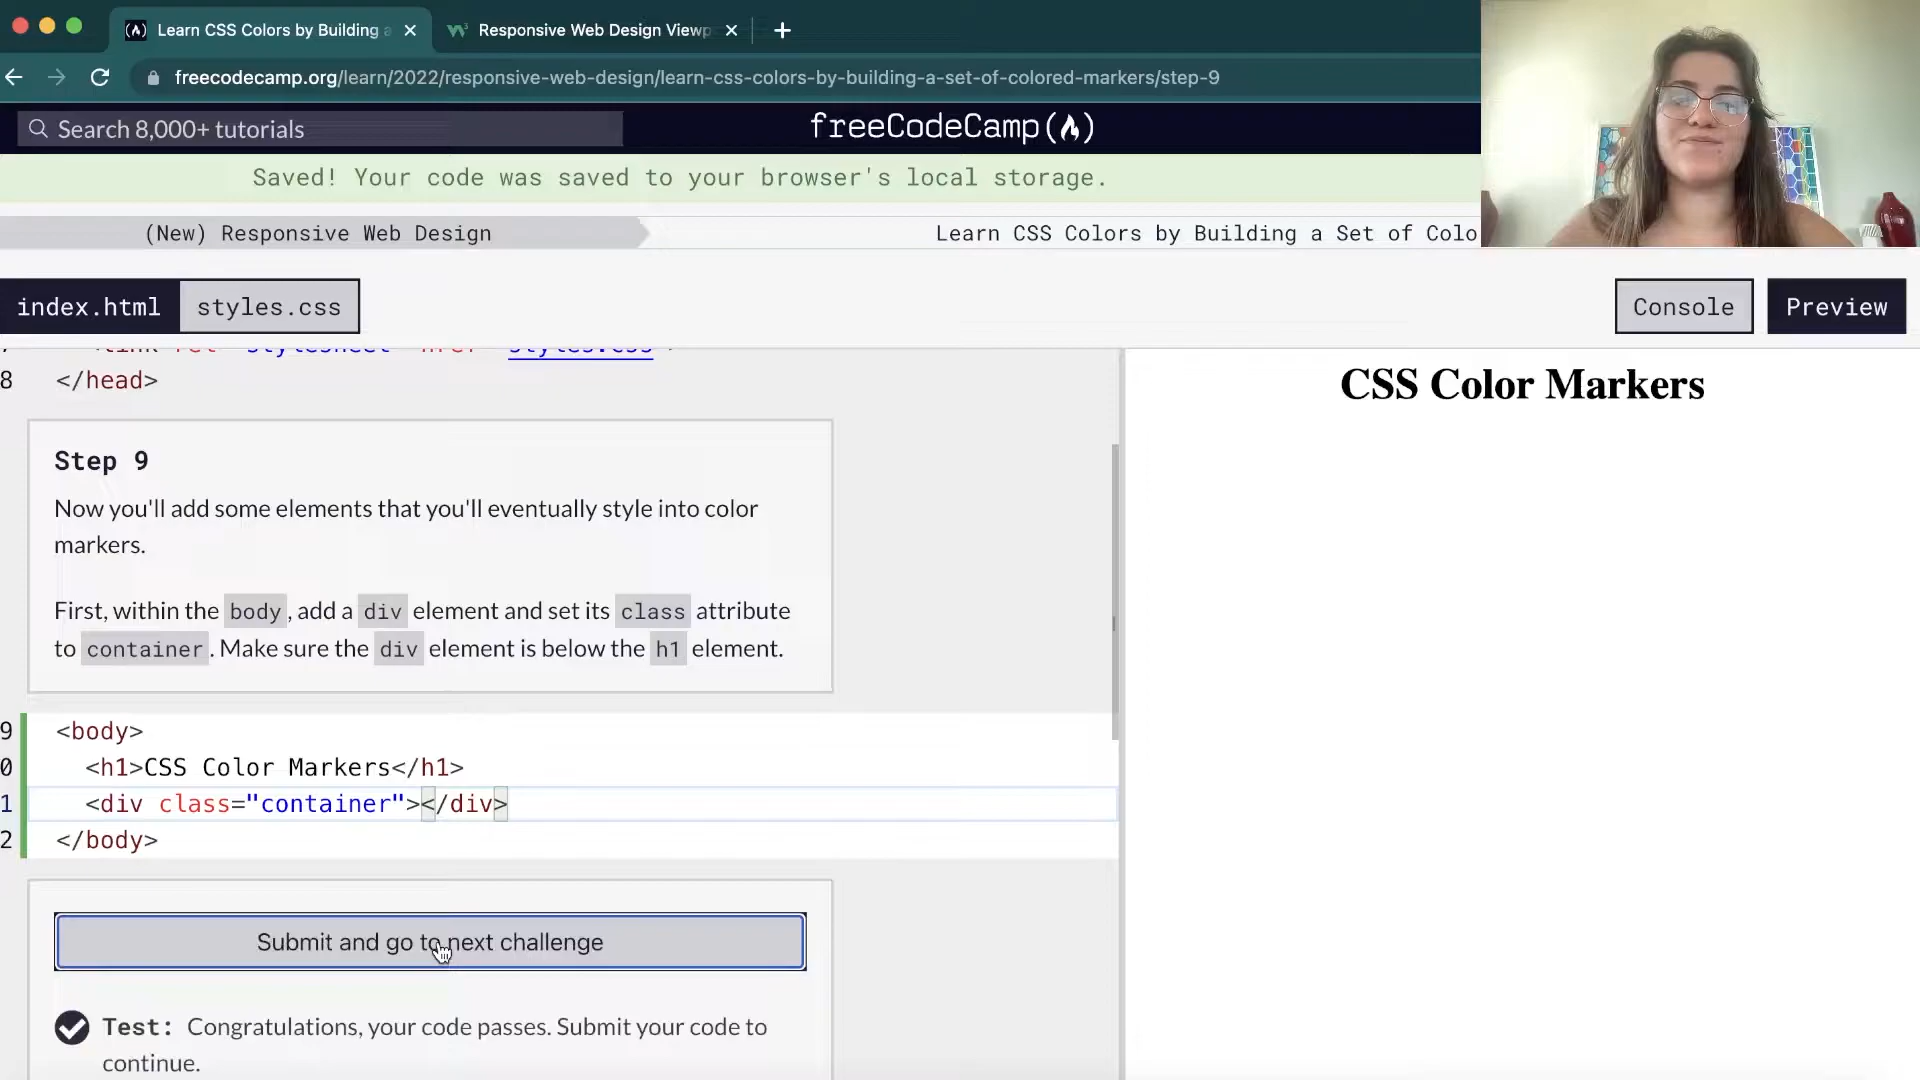 Learn CSS Colors by Building a
Responsive Web Design Viewp
freecodecamp.org/learn/2022/responsive-web-design/learn-css-colors-by-building-a-set-of-colored-markers/step-9
Search 8,000+ tutorials
freeCodeCamp
Saved! Your code was saved to your browser's local storage.
(New) Responsive Web Design
Learn CSS Colors by Building a Set of Colo
index.html
styles.css
Console
Preview
<link rel="stylesheet" href="styles.css">
8 </head>
Step 9
Now you'll add some elements that you'll eventually style into color
markers.
First, within the body, add a div element and set its class attribute
to container. Make sure the div element is below the h1 element.
9 <body>
0 <h1>CSS Color Markers</h1>
1 <div class="container"></div>
2 </body>
Submit and go to next challenge
Test: Congratulations, your code passes. Submit your code to
continue.
CSS Color Markers